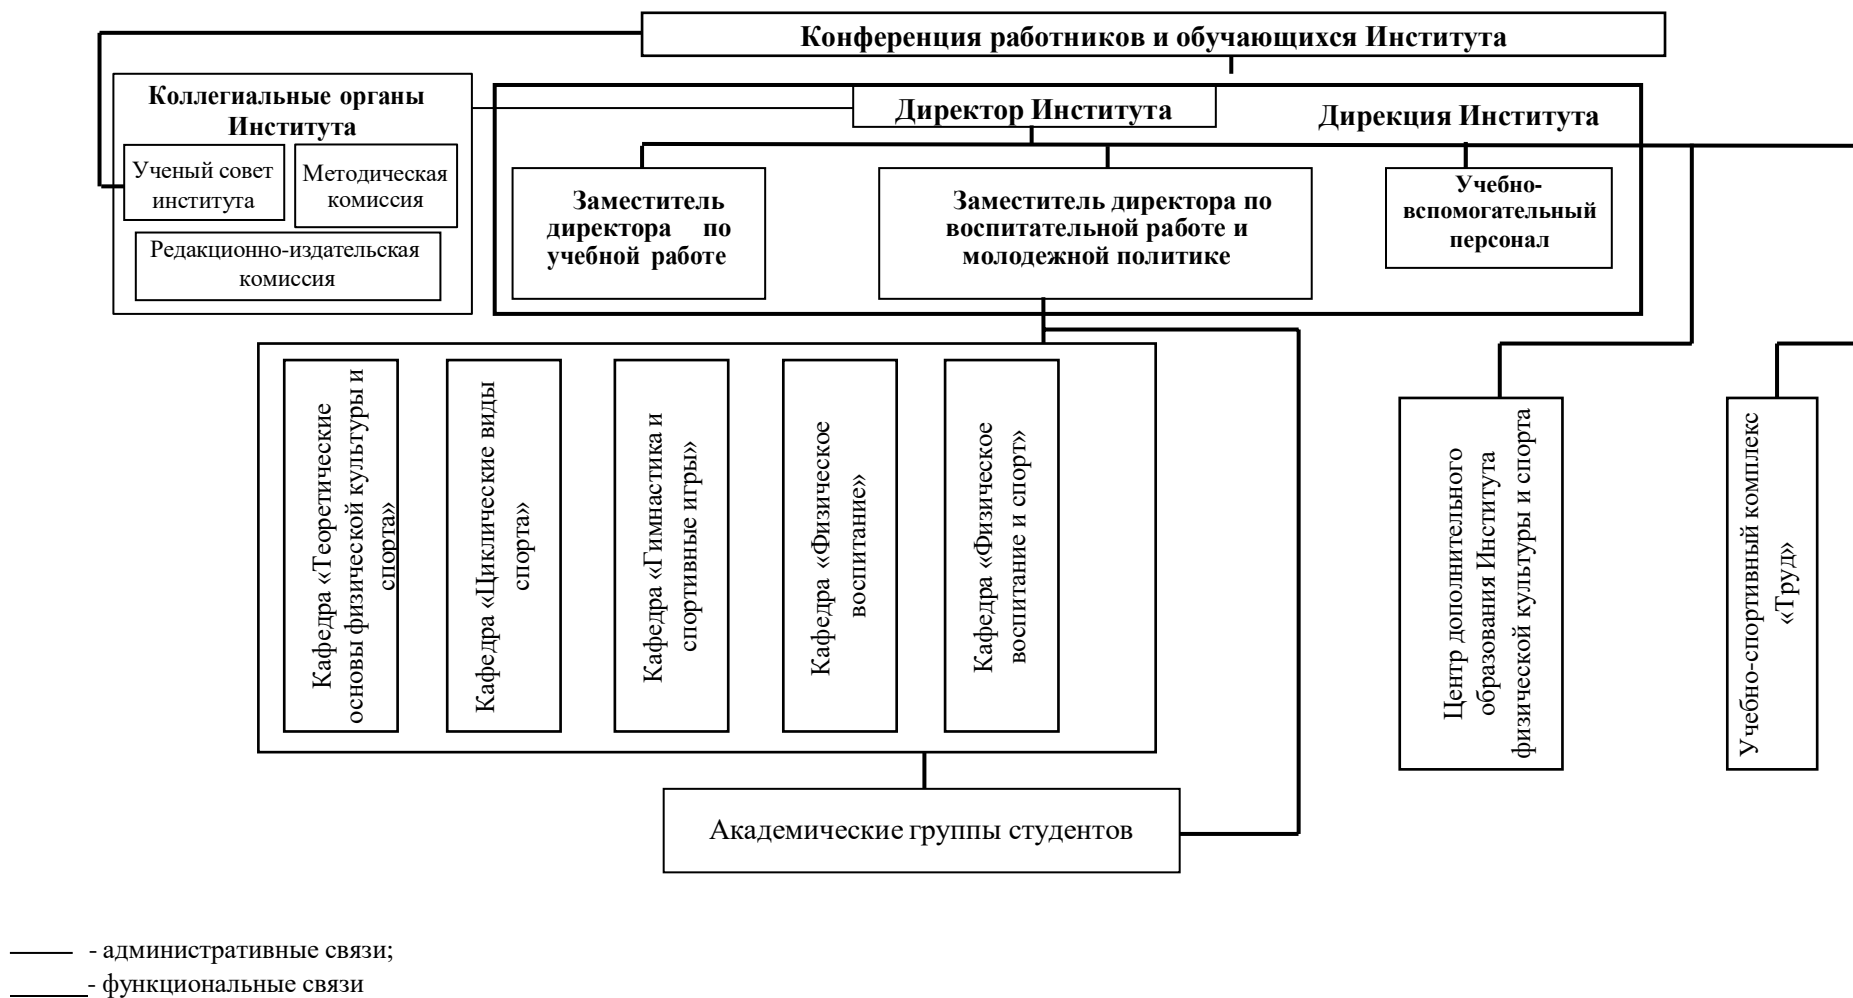 Конференция работников и обучающихся Института
Коллегиальные органы
Института
Ученый совет
института
Методическая
комиссия
Редакционно-издательская
комиссия
Директор Института
Дирекция Института
Заместитель
директора по
учебной работе
Заместитель директора по
воспитательной работе и
молодежной политике
Учебно-
вспомогательный
персонал
Кафедра «Теоретические
основы физической культуры и
спорта»
Кафедра «Циклические виды
спорта»
Кафедра «Гимнастика и
спортивные игры»
Кафедра «Физическое
воспитание»
Кафедра «Физическое
воспитание и спорт»
Центр дополнительного
образования Института
физической культуры и спорта
Учебно-спортивный комплекс
«Труд»
Академические группы студентов
- административные связи;
- функциональные связи